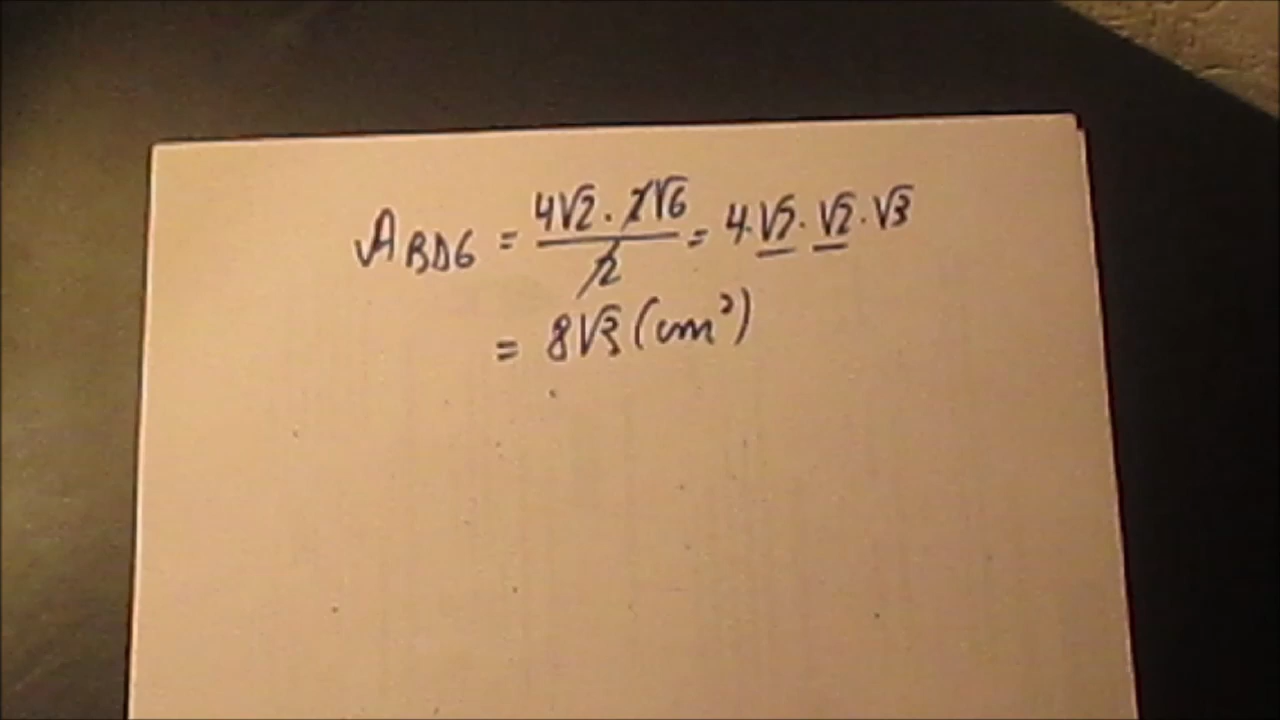 A_BDG = (4√2 · 2√6)/2 = 4·√2·√2·√3
= 8√3 (cm²)